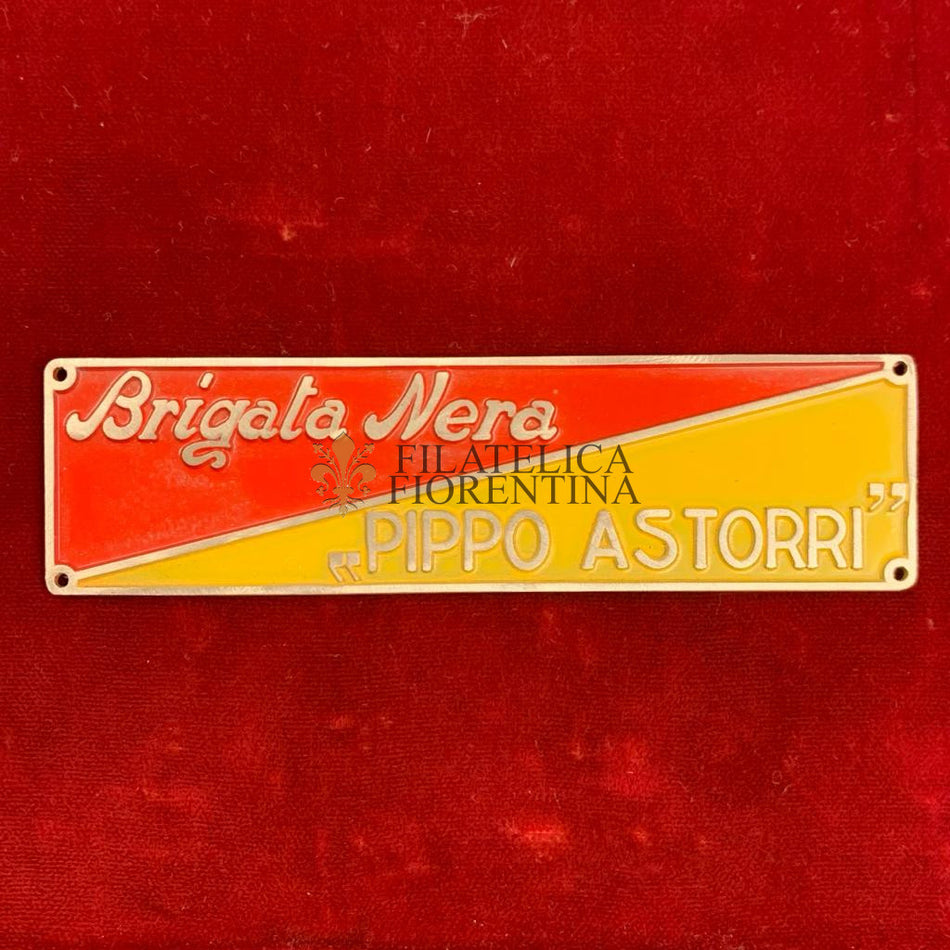 Brigata Nera
FILATELICA
FIORENTINA
„PIPPO ASTORRI”